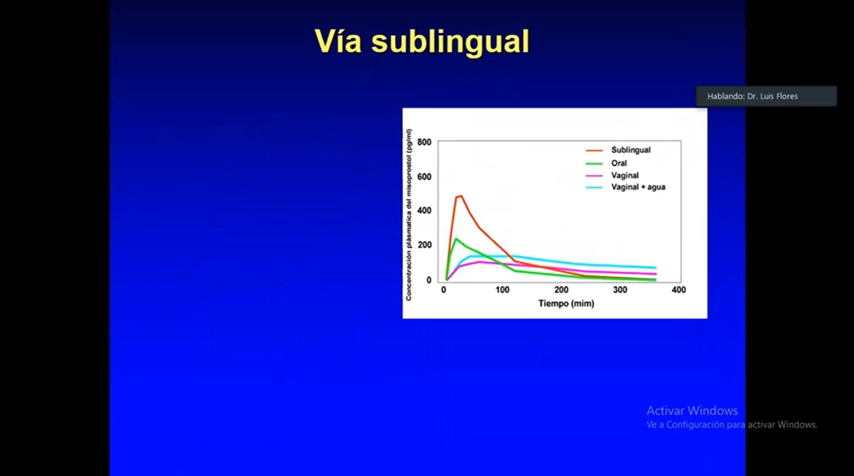 Vía sublingual
Hablando: Dr. Luis Flores
Concentración plásmatica del misoprostol (pg/ml)
800
600
400
200
0
Sublingual
Oral
Vaginal
Vaginal + agua
0 100 200 300 400
Tiempo (mim)
Activar Windows
Ve a Configuración para activar Windows.